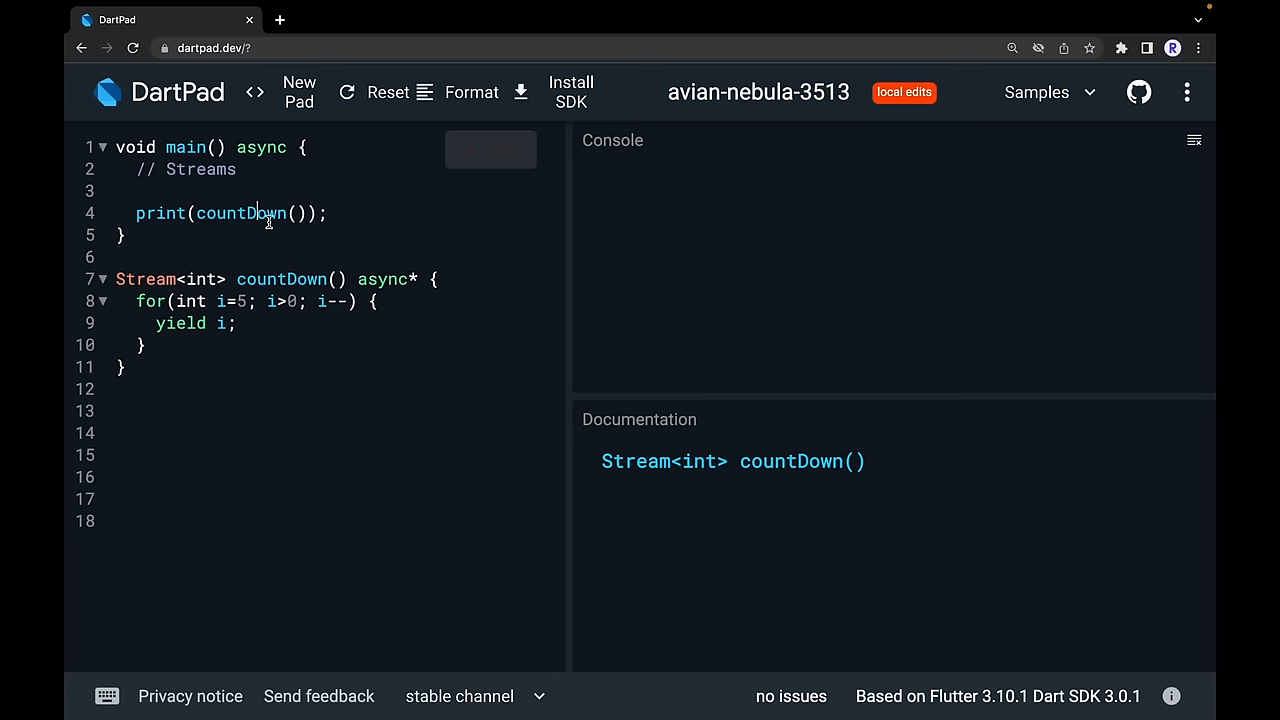 DartPad
dartpad.dev/?
R
DartPad
<>
New Pad
Reset
Format
Install SDK
avian-nebula-3513
local edits
Samples
1 void main() async {
2 // Streams
3
4 print(countDown());
5 }
6
7 Stream<int> countDown() async* {
8 for(int i=5; i>0; i--) {
9 yield i;
10 }
11 }
12
13
14
15
16
17
18
Console
Documentation
Stream<int> countDown()
Privacy notice
Send feedback
stable channel
no issues
Based on Flutter 3.10.1 Dart SDK 3.0.1